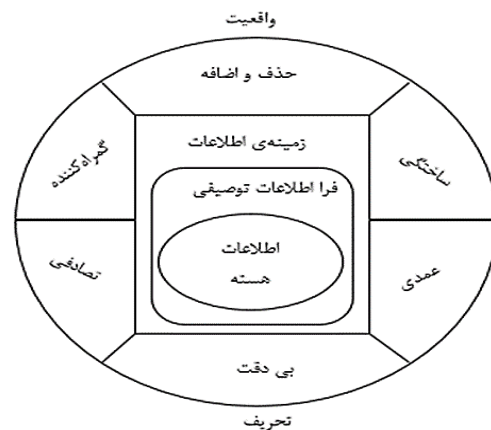 واقعیت
حذف و اضافه
ساختگی
گمراه‌کننده
زمینه‌ی اطلاعات
فرا اطلاعات توصیفی
اطلاعات
هسته
عمدی
تصادفی
بی دقت
تحریف